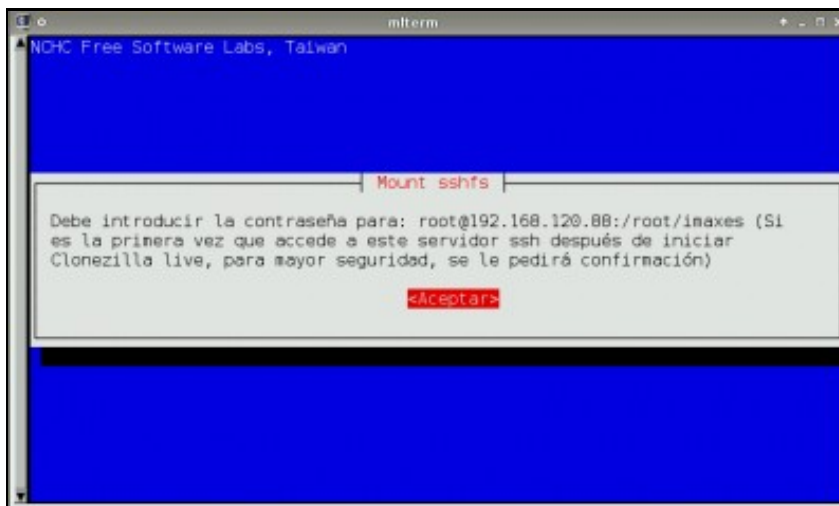 mlterm
NCHC Free Software Labs, Taiwan
Mount sshfs
Debe introducir la contraseña para: root@192.168.120.88:/root/imaxes (Si
es la primera vez que accede a este servidor ssh después de iniciar
Clonezilla live, para mayor seguridad, se le pedirá confirmación)
<Aceptar>